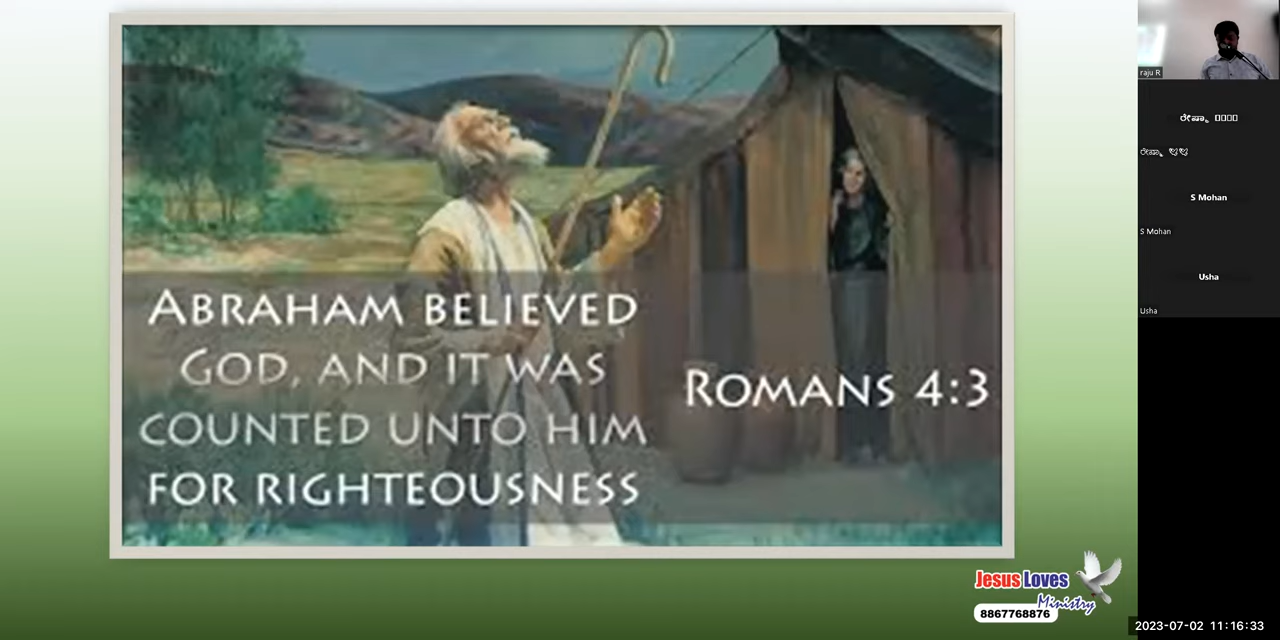 ABRAHAM BELIEVED
GOD, AND IT WAS
COUNTED UNTO HIM
FOR RIGHTEOUSNESS
ROMANS 4:3
Jesus Loves
Ministry
8867768876
raju R
S Mohan
S Mohan
Usha
Usha
2023-07-02 11:16:33